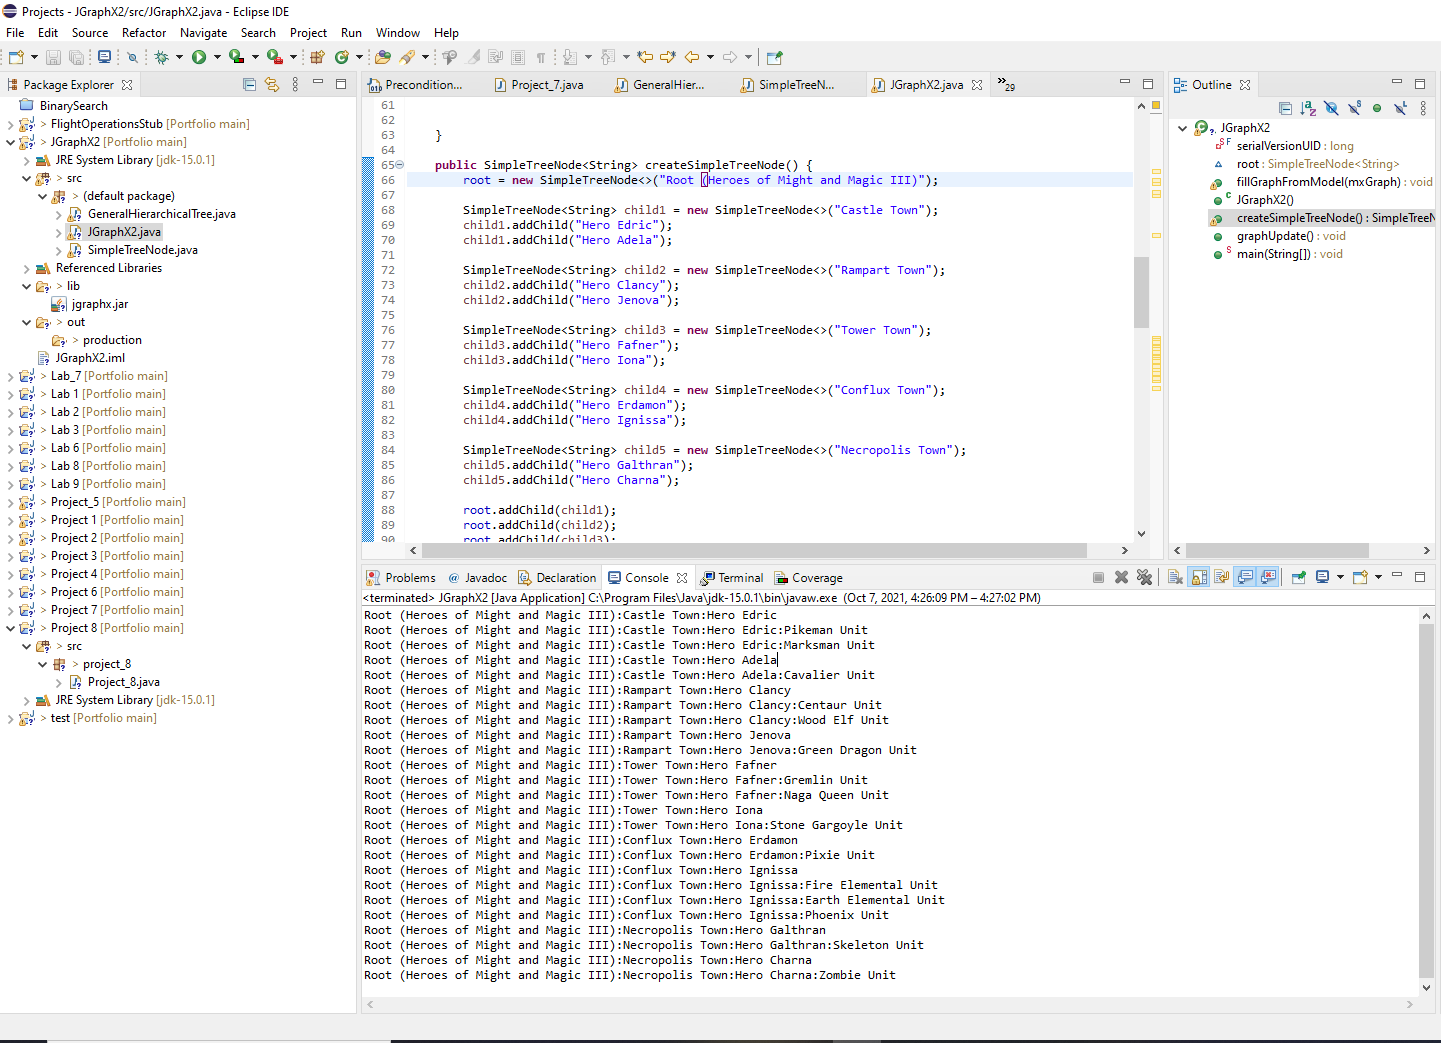 Projects - JGraphX2/src/JGraphX2.java - Eclipse IDE
File Edit Source Refactor Navigate Search Project Run Window Help
Package Explorer
BinarySearch
> FlightOperationsStub [Portfolio main]
> JGraphX2 [Portfolio main]
JRE System Library [jdk-15.0.1]
> src
> (default package)
> GeneralHierarchicalTree.java
> JGraphX2.java
> SimpleTreeNode.java
Referenced Libraries
> lib
jgraphx.jar
> out
> production
JGraphX2.iml
> Lab_7 [Portfolio main]
> Lab 1 [Portfolio main]
> Lab 2 [Portfolio main]
> Lab 3 [Portfolio main]
> Lab 6 [Portfolio main]
> Lab 8 [Portfolio main]
> Lab 9 [Portfolio main]
> Project_5 [Portfolio main]
> Project 1 [Portfolio main]
> Project 2 [Portfolio main]
> Project 3 [Portfolio main]
> Project 4 [Portfolio main]
> Project 6 [Portfolio main]
> Project 7 [Portfolio main]
> Project 8 [Portfolio main]
> src
> project_8
> Project_8.java
JRE System Library [jdk-15.0.1]
> test [Portfolio main]
Precondition... Project_7.java GeneralHier... SimpleTreeN... JGraphX2.java »29
61
62
63 }
64
65 public SimpleTreeNode<String> createSimpleTreeNode() {
66 root = new SimpleTreeNode<>("Root (Heroes of Might and Magic III)");
67
68 SimpleTreeNode<String> child1 = new SimpleTreeNode<>("Castle Town");
69 child1.addChild("Hero Edric");
70 child1.addChild("Hero Adela");
71
72 SimpleTreeNode<String> child2 = new SimpleTreeNode<>("Rampart Town");
73 child2.addChild("Hero Clancy");
74 child2.addChild("Hero Jenova");
75
76 SimpleTreeNode<String> child3 = new SimpleTreeNode<>("Tower Town");
77 child3.addChild("Hero Fafner");
78 child3.addChild("Hero Iona");
79
80 SimpleTreeNode<String> child4 = new SimpleTreeNode<>("Conflux Town");
81 child4.addChild("Hero Erdamon");
82 child4.addChild("Hero Ignissa");
83
84 SimpleTreeNode<String> child5 = new SimpleTreeNode<>("Necropolis Town");
85 child5.addChild("Hero Galthran");
86 child5.addChild("Hero Charna");
87
88 root.addChild(child1);
89 root.addChild(child2);
90 root.addChild(child3);
Outline
JGraphX2
serialVersionUID : long
root : SimpleTreeNode<String>
fillGraphFromModel(mxGraph) : void
JGraphX2()
createSimpleTreeNode() : SimpleTreeN
graphUpdate() : void
main(String[]) : void
Problems Javadoc Declaration Console Terminal Coverage
<terminated> JGraphX2 [Java Application] C:\Program Files\Java\jdk-15.0.1\bin\javaw.exe (Oct 7, 2021, 4:26:09 PM – 4:27:02 PM)
Root (Heroes of Might and Magic III):Castle Town:Hero Edric
Root (Heroes of Might and Magic III):Castle Town:Hero Edric:Pikeman Unit
Root (Heroes of Might and Magic III):Castle Town:Hero Edric:Marksman Unit
Root (Heroes of Might and Magic III):Castle Town:Hero Adela
Root (Heroes of Might and Magic III):Castle Town:Hero Adela:Cavalier Unit
Root (Heroes of Might and Magic III):Rampart Town:Hero Clancy
Root (Heroes of Might and Magic III):Rampart Town:Hero Clancy:Centaur Unit
Root (Heroes of Might and Magic III):Rampart Town:Hero Clancy:Wood Elf Unit
Root (Heroes of Might and Magic III):Rampart Town:Hero Jenova
Root (Heroes of Might and Magic III):Rampart Town:Hero Jenova:Green Dragon Unit
Root (Heroes of Might and Magic III):Tower Town:Hero Fafner
Root (Heroes of Might and Magic III):Tower Town:Hero Fafner:Gremlin Unit
Root (Heroes of Might and Magic III):Tower Town:Hero Fafner:Naga Queen Unit
Root (Heroes of Might and Magic III):Tower Town:Hero Iona
Root (Heroes of Might and Magic III):Tower Town:Hero Iona:Stone Gargoyle Unit
Root (Heroes of Might and Magic III):Conflux Town:Hero Erdamon
Root (Heroes of Might and Magic III):Conflux Town:Hero Erdamon:Pixie Unit
Root (Heroes of Might and Magic III):Conflux Town:Hero Ignissa
Root (Heroes of Might and Magic III):Conflux Town:Hero Ignissa:Fire Elemental Unit
Root (Heroes of Might and Magic III):Conflux Town:Hero Ignissa:Earth Elemental Unit
Root (Heroes of Might and Magic III):Conflux Town:Hero Ignissa:Phoenix Unit
Root (Heroes of Might and Magic III):Necropolis Town:Hero Galthran
Root (Heroes of Might and Magic III):Necropolis Town:Hero Galthran:Skeleton Unit
Root (Heroes of Might and Magic III):Necropolis Town:Hero Charna
Root (Heroes of Might and Magic III):Necropolis Town:Hero Charna:Zombie Unit